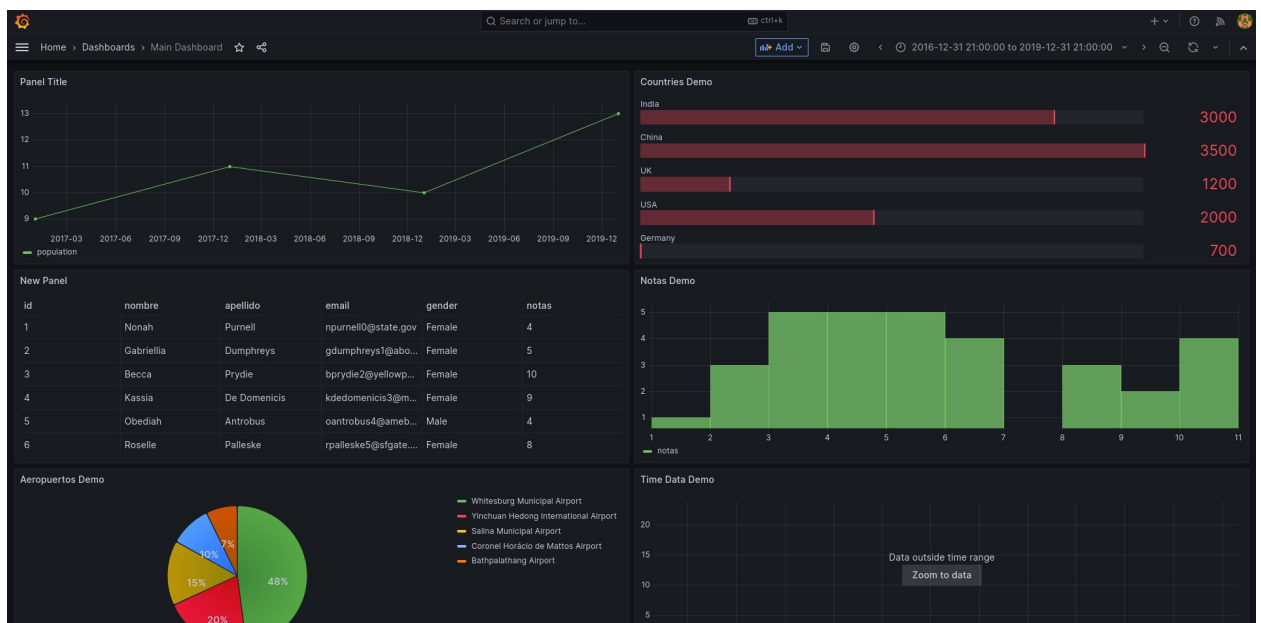 Search or jump to...
ctrl+k
Home › Dashboards › Main Dashboard
Add
2016-12-31 21:00:00 to 2019-12-31 21:00:00
Panel Title
13
12
11
10
9
2017-03 2017-06 2017-09 2017-12 2018-03 2018-06 2018-09 2018-12 2019-03 2019-06 2019-09 2019-12
population
Countries Demo
India
3000
China
3500
UK
1200
USA
2000
Germany
700
New Panel
id nombre apellido email gender notas
1 Nonah Purnell npurnell0@state.gov Female 4
2 Gabriellia Dumphreys gdumphreys1@abo... Female 5
3 Becca Prydie bprydie2@yellowp... Female 10
4 Kassia De Domenicis kdedomenicis3@m... Female 9
5 Obediah Antrobus oantrobus4@ameb... Male 4
6 Roselle Palleske rpalleske5@sfgate.... Female 8
Notas Demo
5
4
3
2
1
1 2 3 4 5 6 7 8 9 10 11
notas
Aeropuertos Demo
7%
10%
15%
48%
20%
Whitesburg Municipal Airport
Yinchuan Hedong International Airport
Salina Municipal Airport
Coronel Horácio de Mattos Airport
Bathpalathang Airport
Time Data Demo
20
15
10
5
Data outside time range
Zoom to data